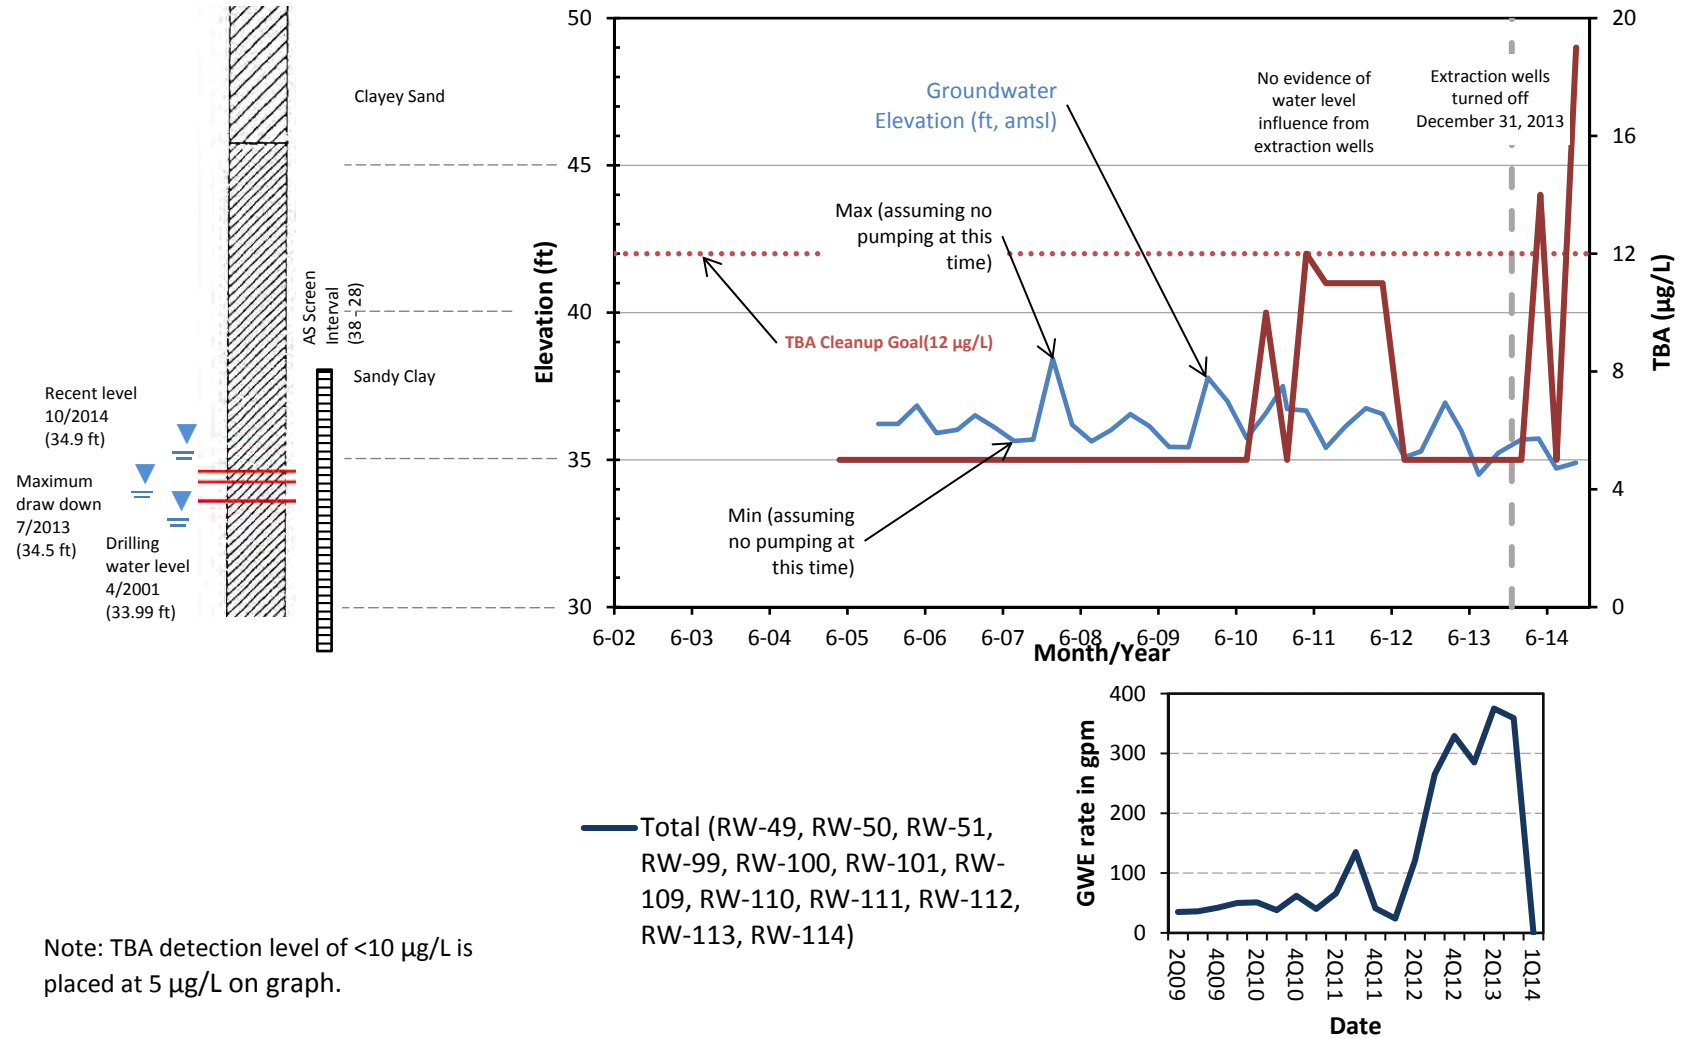 Clayey Sand
AS Screen
Interval
(38 - 28)
Sandy Clay
Recent level
10/2014
(34.9 ft)
Maximum
draw down
7/2013
(34.5 ft)
Drilling
water level
4/2001
(33.99 ft)
Elevation (ft)
50
45
40
35
30
Groundwater
Elevation (ft, amsl)
No evidence of
water level
influence from
extraction wells
Extraction wells
turned off
December 31, 2013
Max (assuming no
pumping at this
time)
TBA Cleanup Goal(12 µg/L)
Min (assuming
no pumping at
this time)
20
16
12
8
4
0
TBA (µg/L)
6-02 6-03 6-04 6-05 6-06 6-07 6-08 6-09 6-10 6-11 6-12 6-13 6-14
Month/Year
Total (RW-49, RW-50, RW-51,
RW-99, RW-100, RW-101, RW-
109, RW-110, RW-111, RW-112,
RW-113, RW-114)
GWE rate in gpm
400
300
200
100
0
2Q09 4Q09 2Q10 4Q10 2Q11 4Q11 2Q12 4Q12 2Q13 1Q14
Date
Note: TBA detection level of <10 µg/L is
placed at 5 µg/L on graph.